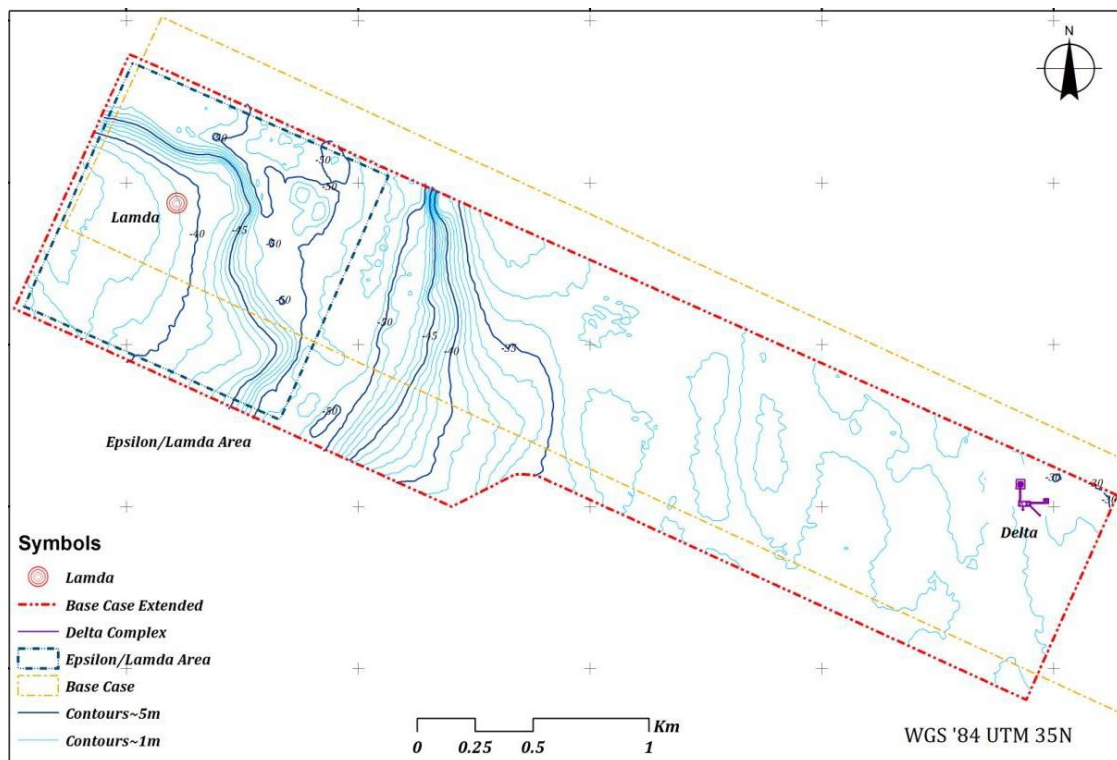 N
-50
-50
-50
Lamda
-40
-45
-50
-50
-50
-45
-40
-35
-50
Epsilon/Lamda Area
-30
-30
Delta
Symbols
Lamda
Base Case Extended
Delta Complex
Epsilon/Lamda Area
Base Case
Contours~5m
Contours~1m
Km
0 0.25 0.5 1
WGS '84 UTM 35N